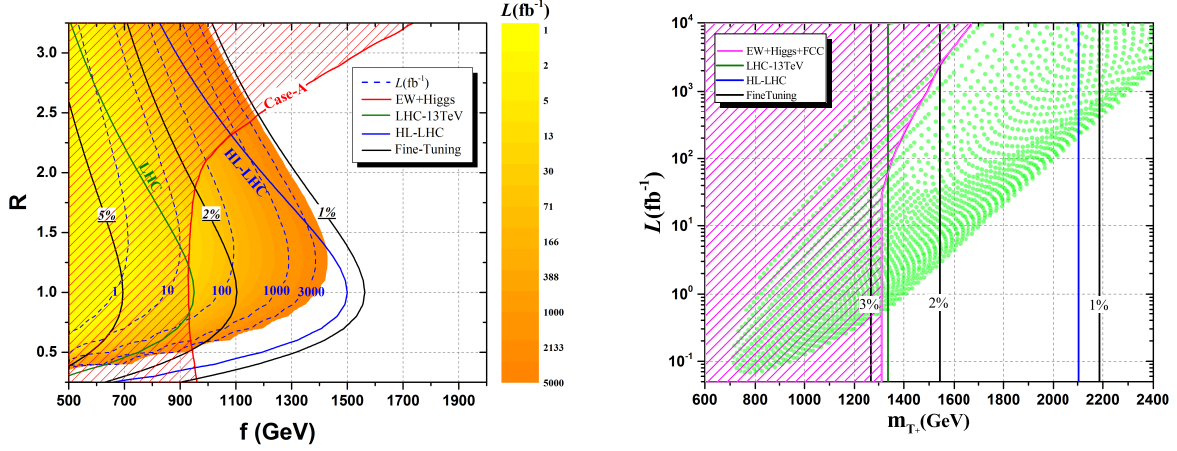 L(fb⁻¹)
3.0
2.5
2.0
1.5
1.0
0.5
R
500 700 900 1100 1300 1500 1700 1900
f (GeV)
L(fb⁻¹)
EW+Higgs
LHC-13TeV
HL-LHC
Fine-Tuning
Case-A
LHC
HL-LHC
5%
2%
1%
1
10
100
1000
3000
1
2
5
13
30
71
166
388
1000
2133
5000
10⁴
10³
10²
10¹
10⁰
10⁻¹
L(fb⁻¹)
EW+Higgs+FCC
LHC-13TeV
HL-LHC
FineTuning
3%
2%
1%
600 800 1000 1200 1400 1600 1800 2000 2200 2400
m_T₊(GeV)